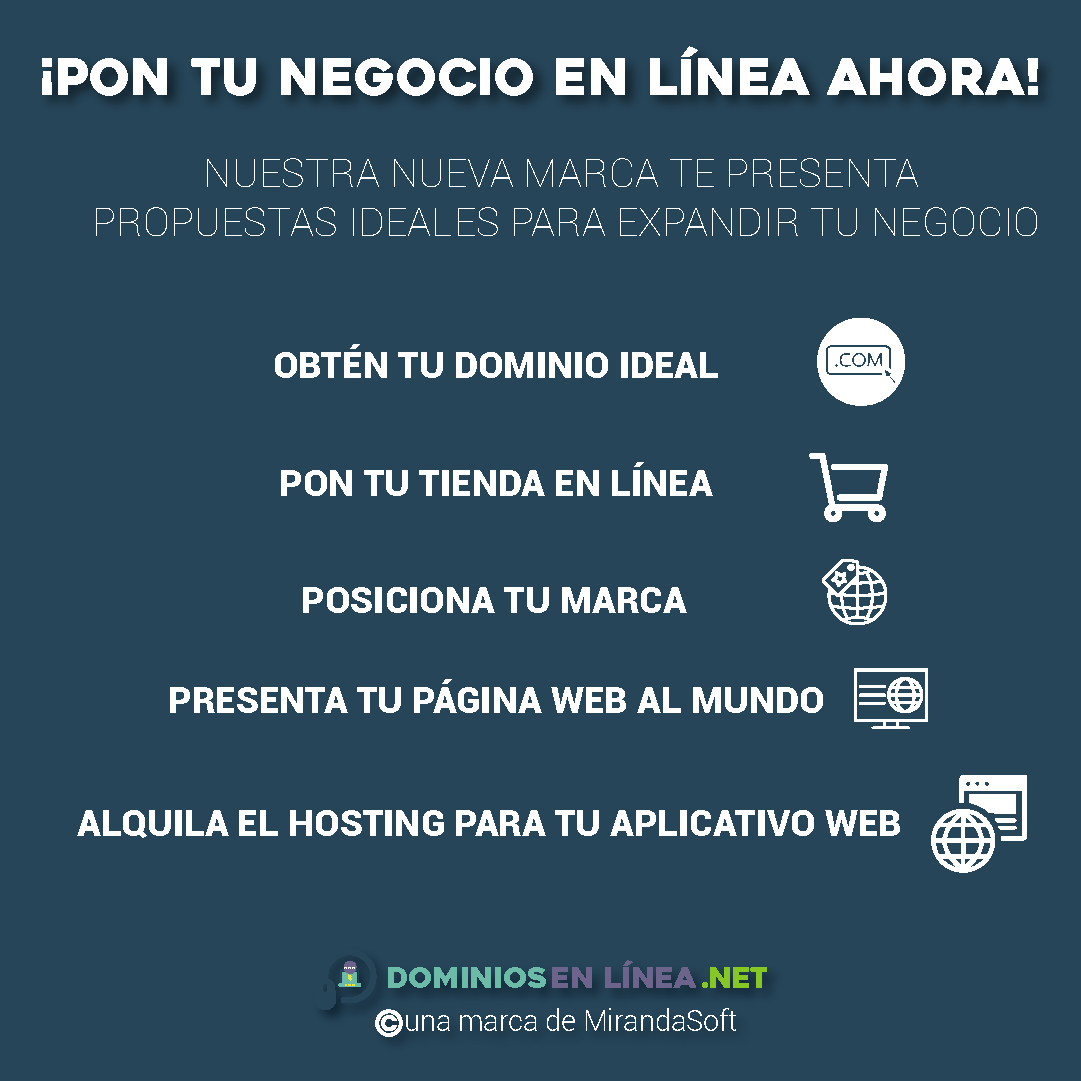 ¡PON TU NEGOCIO EN LÍNEA AHORA!
NUESTRA NUEVA MARCA TE PRESENTA
PROPUESTAS IDEALES PARA EXPANDIR TU NEGOCIO
OBTÉN TU DOMINIO IDEAL
.COM
PON TU TIENDA EN LÍNEA
POSICIONA TU MARCA
PRESENTA TU PÁGINA WEB AL MUNDO
ALQUILA EL HOSTING PARA TU APLICATIVO WEB
DOMINIOS EN LÍNEA .NET
©una marca de MirandaSoft